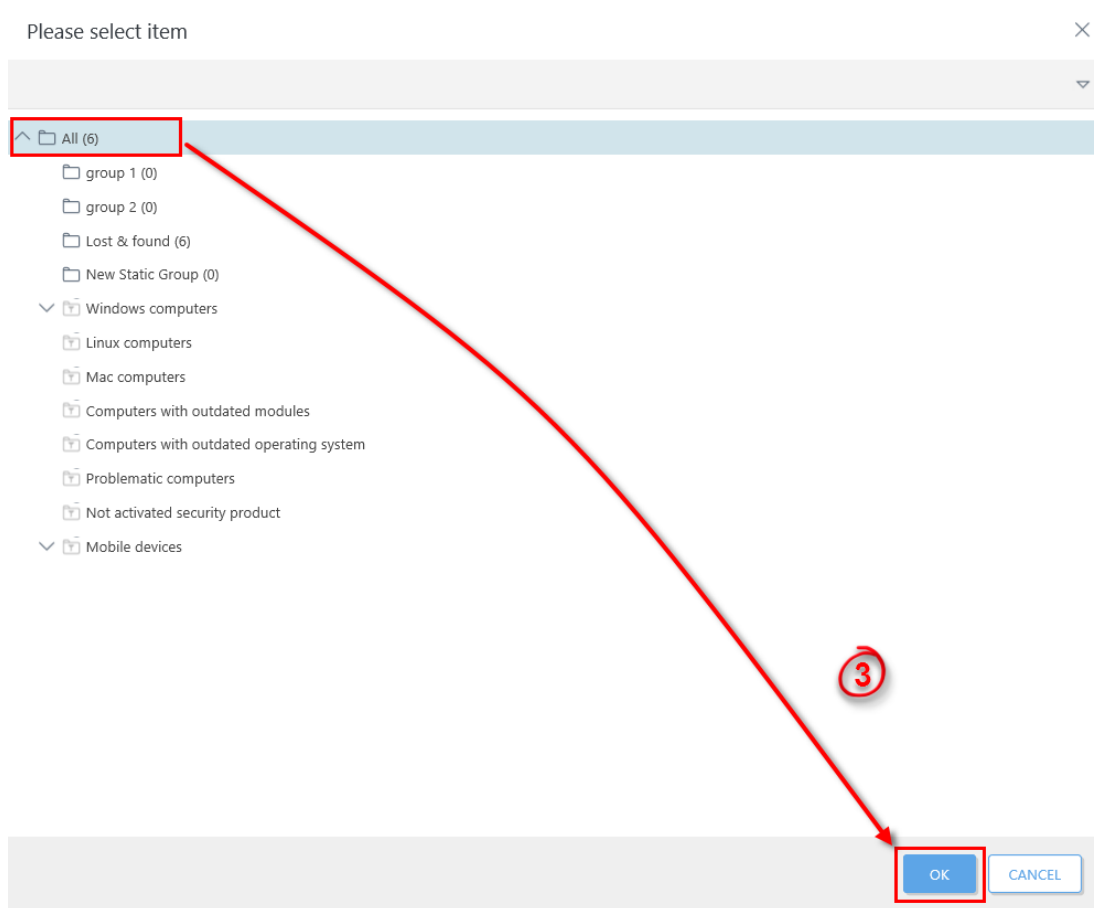 Please select item
All (6)
group 1 (0)
group 2 (0)
Lost & found (6)
New Static Group (0)
Windows computers
Linux computers
Mac computers
Computers with outdated modules
Computers with outdated operating system
Problematic computers
Not activated security product
Mobile devices
3
OK CANCEL